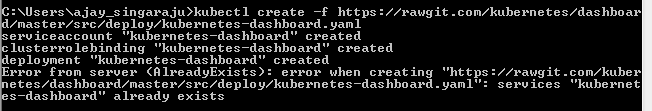 C:\Users\ajay_singaraju>kubectl create -f https://rawgit.com/kubernetes/dashboar
d/master/src/deploy/kubernetes-dashboard.yaml
serviceaccount "kubernetes-dashboard" created
clusterrolebinding "kubernetes-dashboard" created
deployment "kubernetes-dashboard" created
Error from server (AlreadyExists): error when creating "https://rawgit.com/kuber
netes/dashboard/master/src/deploy/kubernetes-dashboard.yaml": services "kubernet
es-dashboard" already exists